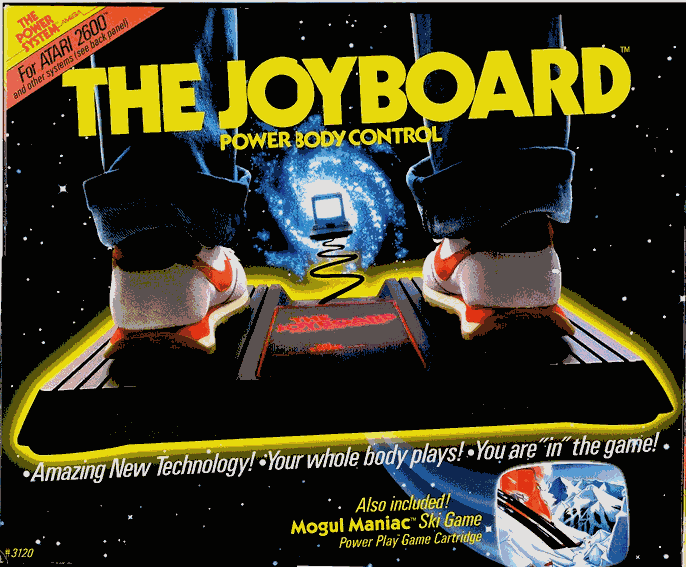 THE
POWER
SYSTEM AMIGA
For ATARI 2600™
and other systems (see back panel)
THE JOYBOARD™
POWER BODY CONTROL
THE
JOYBOARD
•Amazing New Technology! •Your whole body plays! •You are "in" the game!
Also included!
Mogul Maniac™ Ski Game
Power Play Game Cartridge
#3120